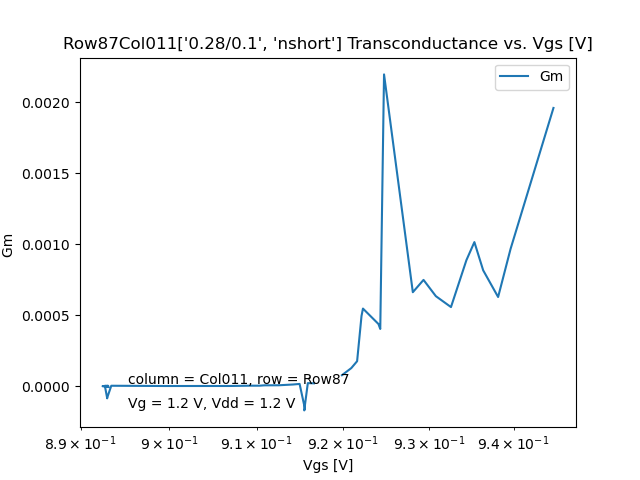 Row87Col011['0.28/0.1', 'nshort'] Transconductance vs. Vgs [V]
Gm
0.0020
0.0015
0.0010
0.0005
0.0000
Gm
column = Col011, row = Row87
Vg = 1.2 V, Vdd = 1.2 V
8.9 × 10⁻¹ 9 × 10⁻¹ 9.1 × 10⁻¹ 9.2 × 10⁻¹ 9.3 × 10⁻¹ 9.4 × 10⁻¹
Vgs [V]